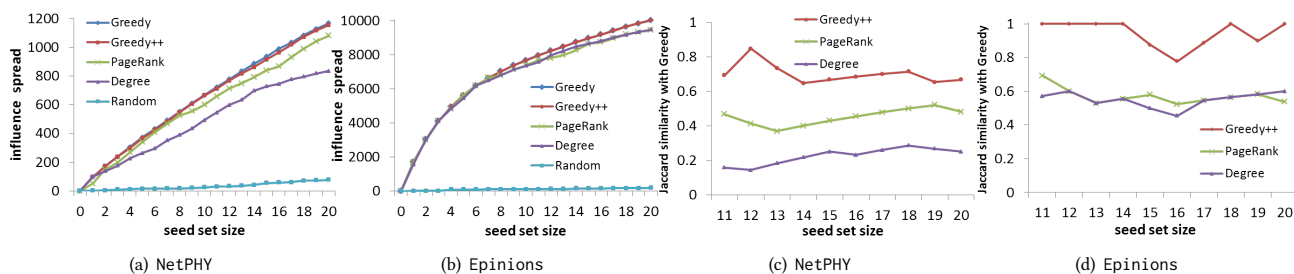 influence spread
1200
1000
800
600
400
200
0
Greedy
Greedy++
PageRank
Degree
Random
0 2 4 6 8 10 12 14 16 18 20
seed set size
(a) NetPHY
influence spread
10000
8000
6000
4000
2000
0
Greedy
Greedy++
PageRank
Degree
Random
0 2 4 6 8 10 12 14 16 18 20
seed set size
(b) Epinions
Jaccard similarity with Greedy
1
0.8
0.6
0.4
0.2
0
Greedy++
PageRank
Degree
11 12 13 14 15 16 17 18 19 20
seed set size
(c) NetPHY
Jaccard similarity with Greedy
1
0.8
0.6
0.4
0.2
0
Greedy++
PageRank
Degree
11 12 13 14 15 16 17 18 19 20
seed set size
(d) Epinions